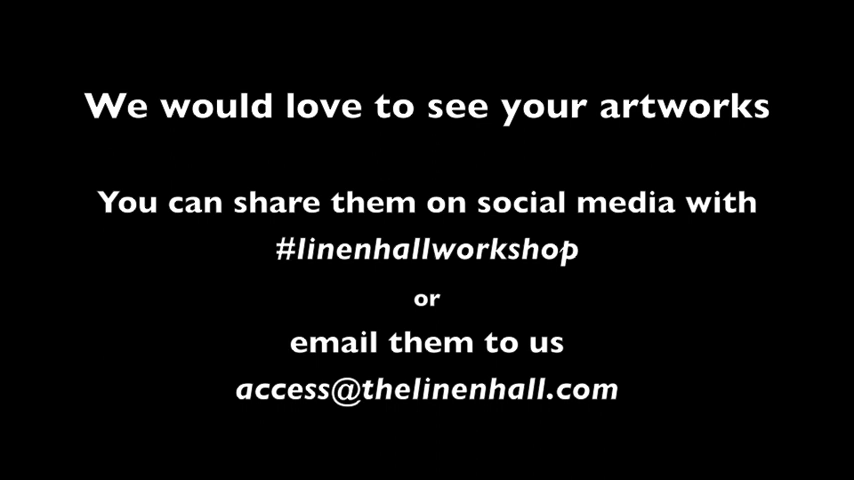 We would love to see your artworks
You can share them on social media with
#linenhallworkshop
or
email them to us
access@thelinenhall.com